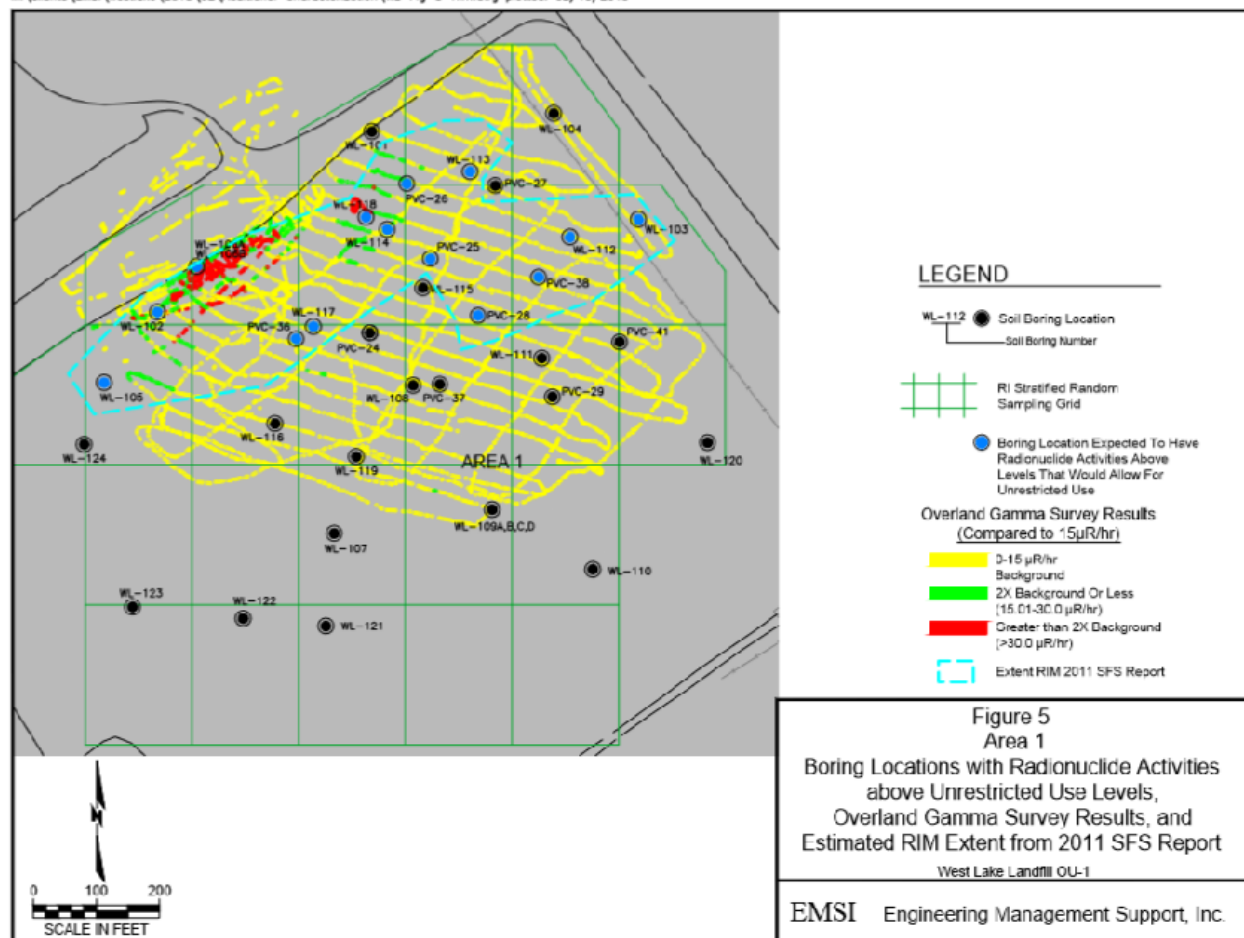 WL-104
WL-101
WL-113
PVC-27
PVC-26
WL-118
WL-103
WL-114
WL-112
PVC-25
PVC-38
WL-115
WL-102
WL-117
PVC-28
PVC-36
PVC-24
PVC-41
WL-111
WL-105
WL-108
PVC-37
PVC-29
WL-116
WL-124
WL-119
AREA 1
WL-120
WL-109A,B,C,D
WL-107
WL-110
WL-123
WL-122
WL-121
LEGEND
WL-112
Soil Boring Location
Soil Boring Number
RI Stratified Random
Sampling Grid
Boring Location Expected To Have
Radionuclide Activities Above
Levels That Would Allow For
Unrestricted Use
Overland Gamma Survey Results
(Compared to 15µR/hr)
0-15 µR/hr
Background
2X Background Or Less
(15.01-30.0 µR/hr)
Greater than 2X Background
(>30.0 µR/hr)
Extent RIM 2011 SFS Report
N
0 100 200
SCALE IN FEET
Figure 5
Area 1
Boring Locations with Radionuclide Activities
above Unrestricted Use Levels,
Overland Gamma Survey Results, and
Estimated RIM Extent from 2011 SFS Report
West Lake Landfill OU-1
EMSI Engineering Management Support, Inc.